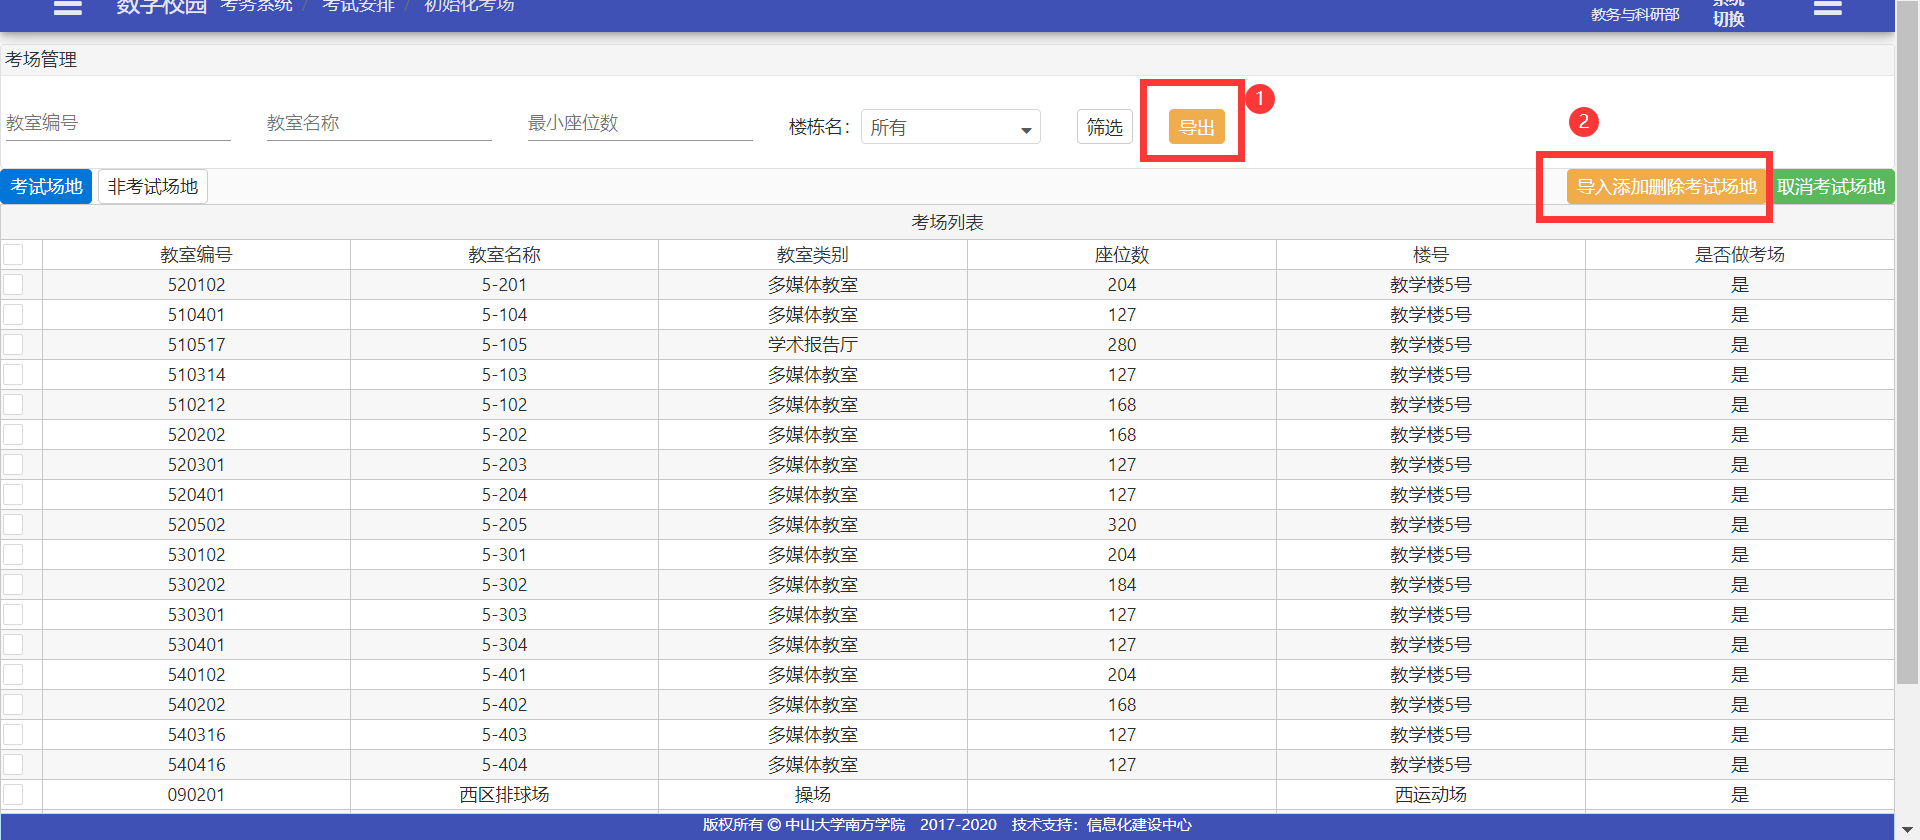 数字校园 考务系统 / 考试安排 / 初始化考场
教务与科研部
系统
切换
考场管理
教室编号 教室名称 最小座位数 楼栋名： 所有 筛选 导出 1
2
考试场地 非考试场地 导入添加删除考试场地 取消考试场地
考场列表
教室编号 教室名称 教室类别 座位数 楼号 是否做考场
520102 5-201 多媒体教室 204 教学楼5号 是
510401 5-104 多媒体教室 127 教学楼5号 是
510517 5-105 学术报告厅 280 教学楼5号 是
510314 5-103 多媒体教室 127 教学楼5号 是
510212 5-102 多媒体教室 168 教学楼5号 是
520202 5-202 多媒体教室 168 教学楼5号 是
520301 5-203 多媒体教室 127 教学楼5号 是
520401 5-204 多媒体教室 127 教学楼5号 是
520502 5-205 多媒体教室 320 教学楼5号 是
530102 5-301 多媒体教室 204 教学楼5号 是
530202 5-302 多媒体教室 184 教学楼5号 是
530301 5-303 多媒体教室 127 教学楼5号 是
530401 5-304 多媒体教室 127 教学楼5号 是
540102 5-401 多媒体教室 204 教学楼5号 是
540202 5-402 多媒体教室 168 教学楼5号 是
540316 5-403 多媒体教室 127 教学楼5号 是
540416 5-404 多媒体教室 127 教学楼5号 是
090201 西区排球场 操场 西运动场 是
版权所有 © 中山大学南方学院 2017-2020 技术支持：信息化建设中心